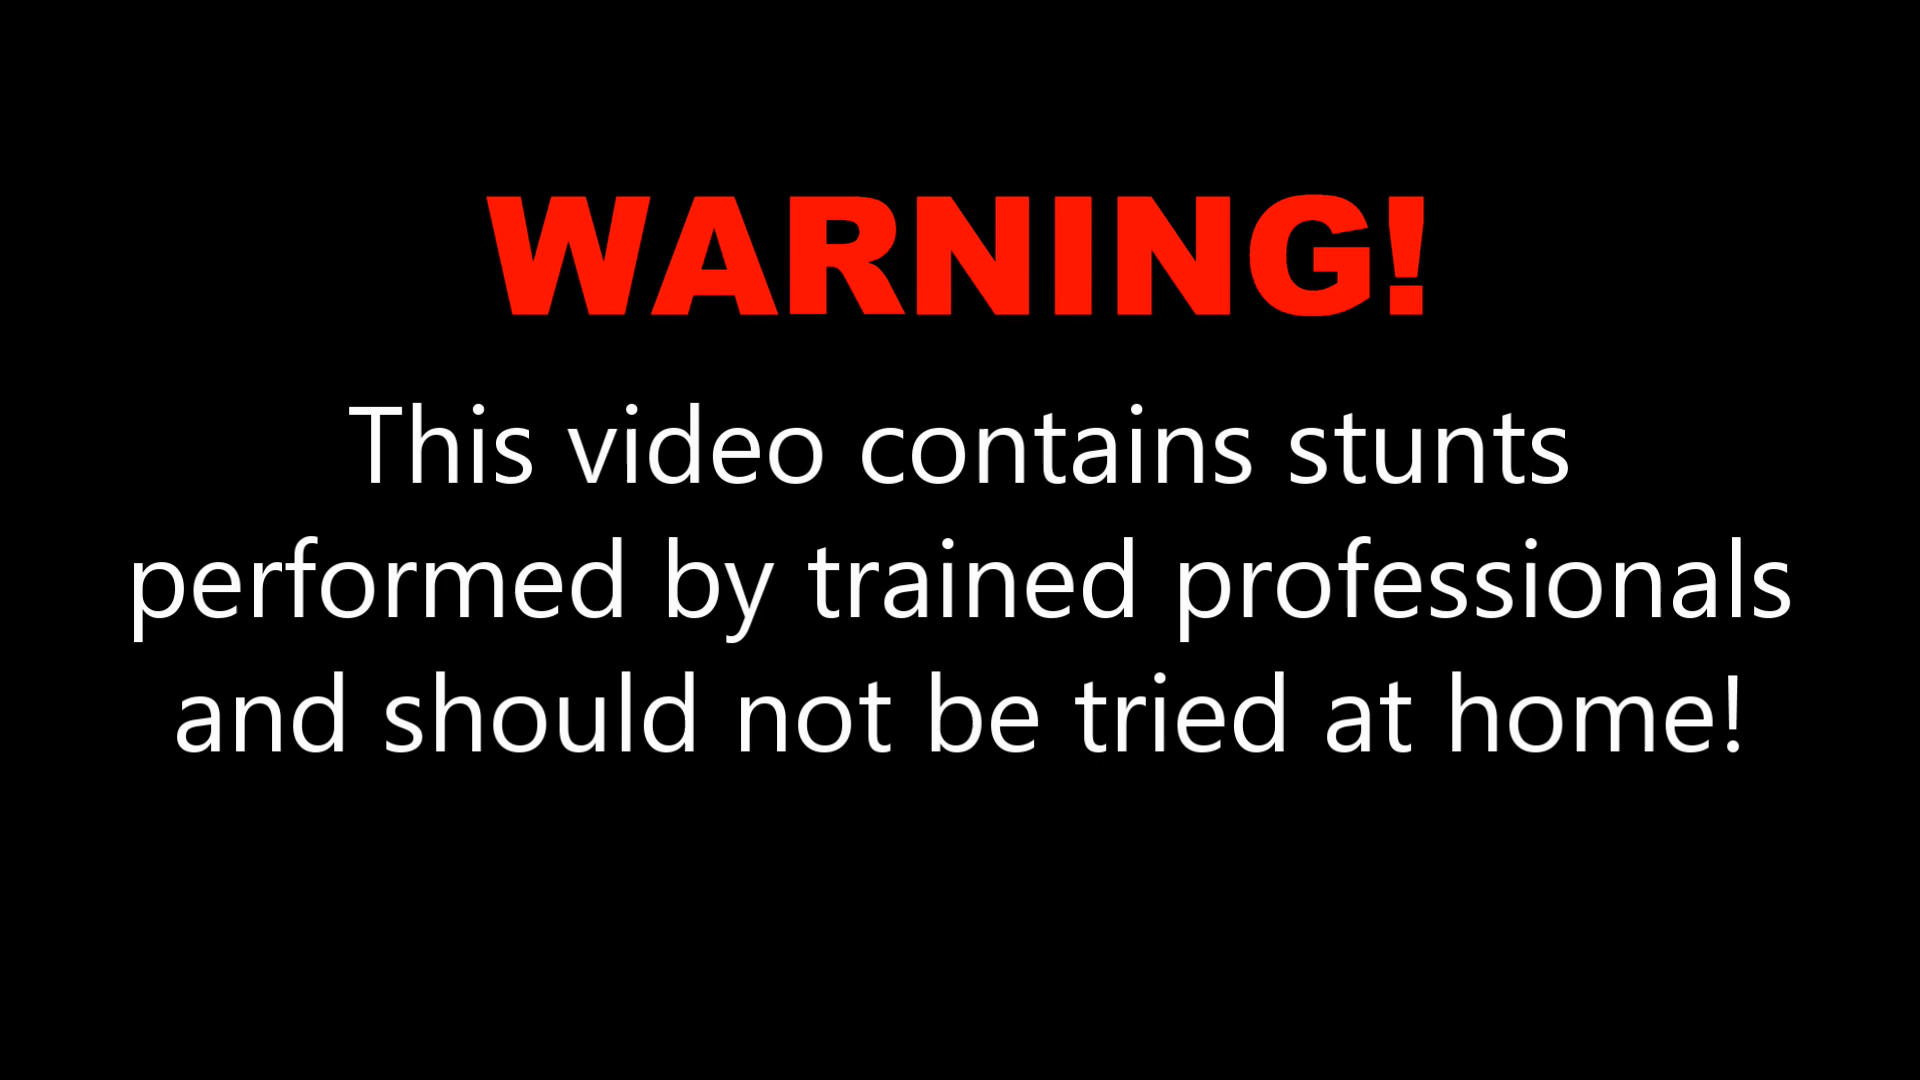 WARNING!
This video contains stunts
performed by trained professionals
and should not be tried at home!